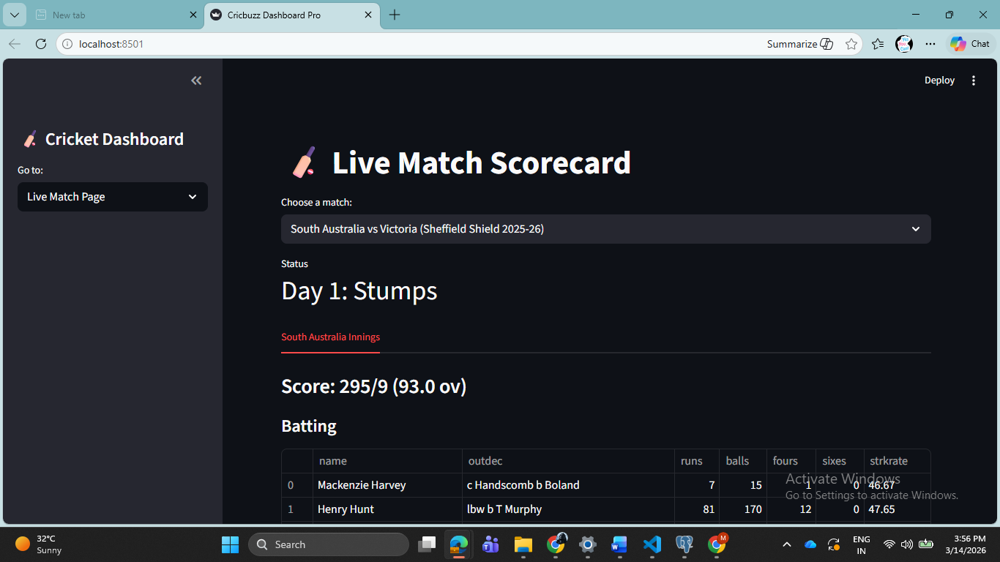 New tab
Cricbuzz Dashboard Pro
localhost:8501
Summarize
Chat
Deploy
Cricket Dashboard
Go to:
Live Match Page
Live Match Scorecard
Choose a match:
South Australia vs Victoria (Sheffield Shield 2025-26)
Status
Day 1: Stumps
South Australia Innings
Score: 295/9 (93.0 ov)
Batting
name outdec runs balls fours sixes strkrate
0 Mackenzie Harvey c Handscomb b Boland 7 15 1 0 46.67
1 Henry Hunt lbw b T Murphy 81 170 12 0 47.65
Activate Windows
Go to Settings to activate Windows.
32°C
Sunny
Search
M
ENG
IN
3:56 PM
3/14/2026